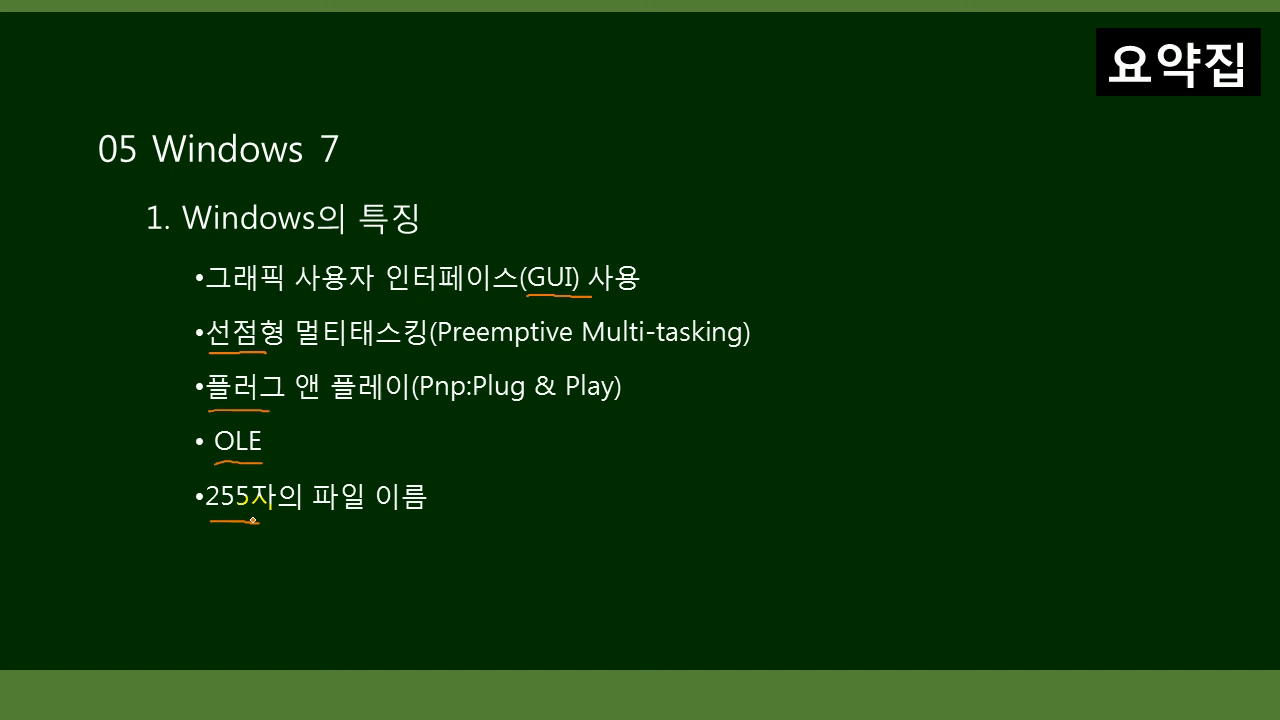 요약집
05 Windows 7
1. Windows의 특징
•그래픽 사용자 인터페이스(GUI) 사용
•선점형 멀티태스킹(Preemptive Multi-tasking)
•플러그 앤 플레이(Pnp:Plug & Play)
• OLE
•255자의 파일 이름